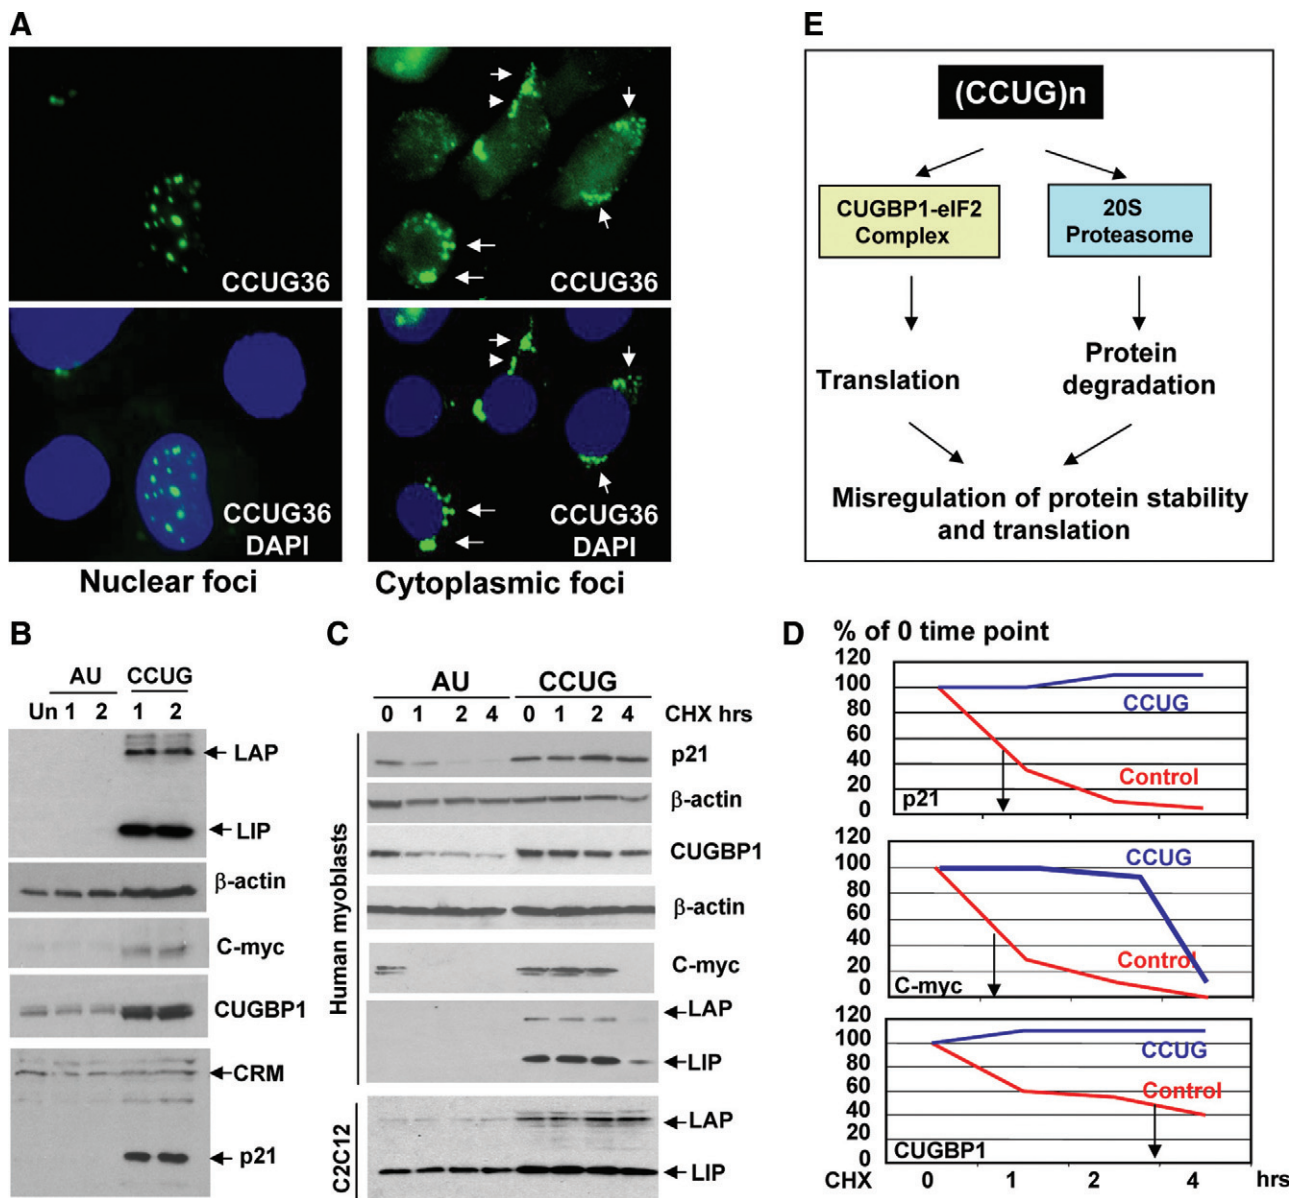 A
CCUG36
CCUG36
CCUG36
DAPI
CCUG36
DAPI
Nuclear foci
Cytoplasmic foci
E
(CCUG)n
CUGBP1-eIF2
Complex
20S
Proteasome
Translation
Protein
degradation
Misregulation of protein stability
and translation
B
AU CCUG
Un 1 2 1 2
LAP
LIP
β-actin
C-myc
CUGBP1
CRM
p21
C
AU CCUG
0 1 2 4 0 1 2 4 CHX hrs
Human myoblasts
p21
β-actin
CUGBP1
β-actin
C-myc
LAP
LIP
C2C12
LAP
LIP
D % of 0 time point
120
100
80
60
40
20
0
CCUG
Control
p21
120
100
80
60
40
20
0
CCUG
Control
C-myc
120
100
80
60
40
20
0
CCUG
Control
CUGBP1
CHX 0 1 2 4 hrs